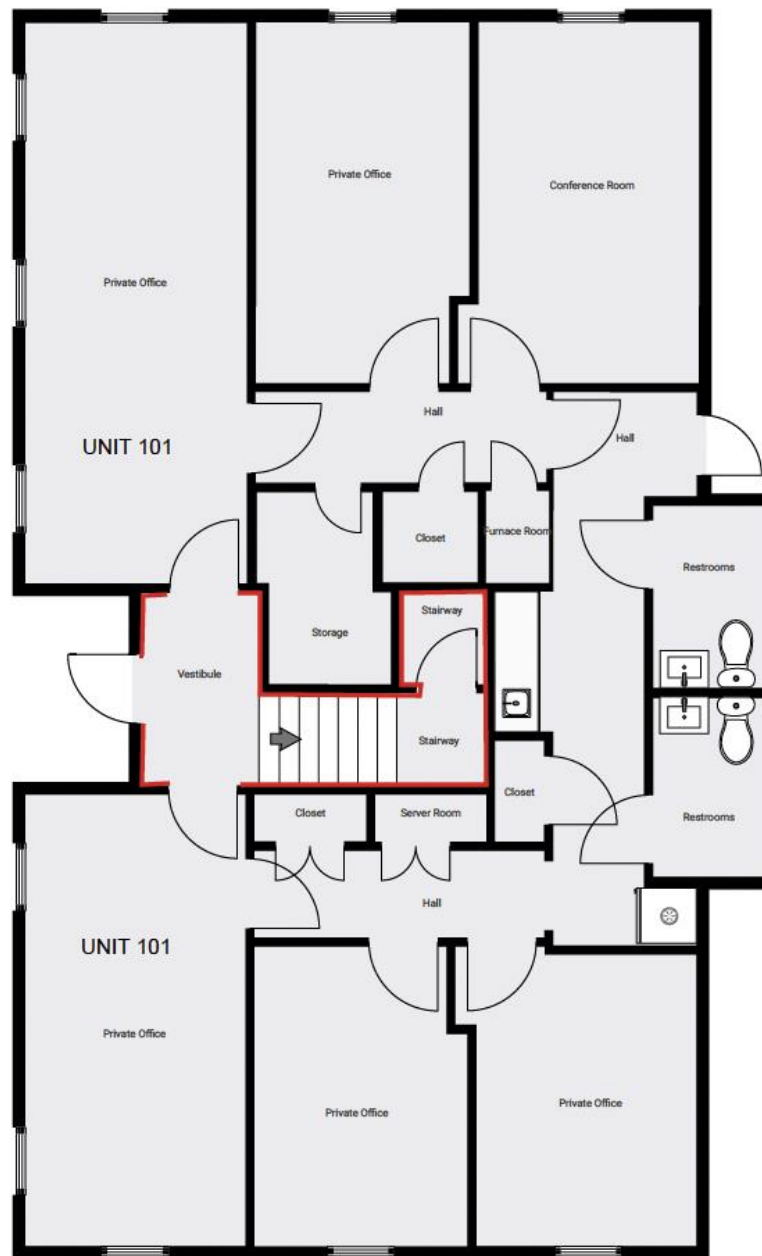 Private Office
Conference Room
Private Office
UNIT 101
Hall
Hall
Closet
Furnace Room
Restrooms
Stairway
Storage
Vestibule
Stairway
Closet
Closet
Server Room
Restrooms
Hall
UNIT 101
Private Office
Private Office
Private Office